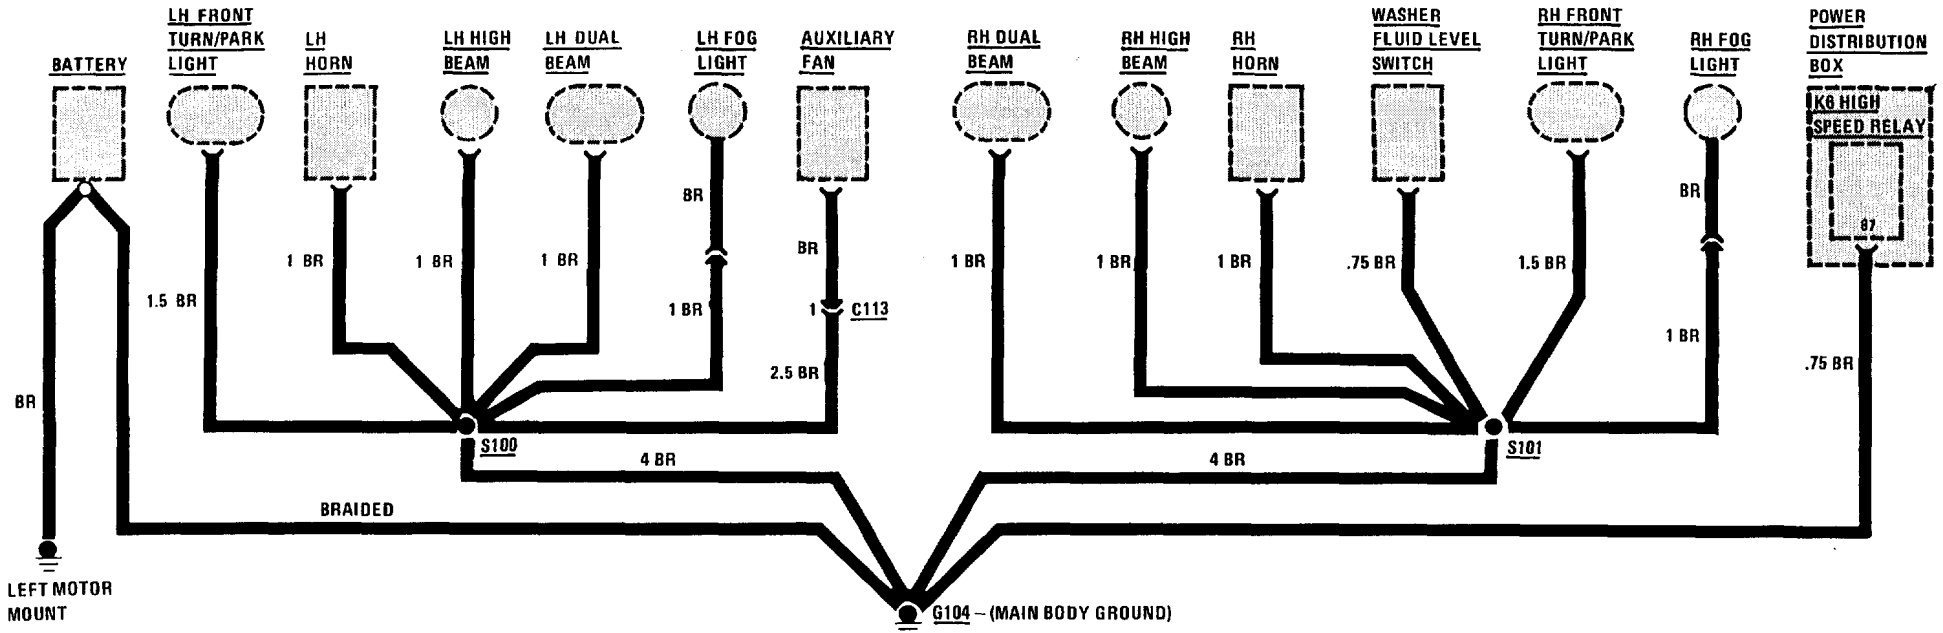 BATTERY
LH FRONT
TURN/PARK
LIGHT
LH
HORN
LH HIGH
BEAM
LH DUAL
BEAM
LH FOG
LIGHT
AUXILIARY
FAN
RH DUAL
BEAM
RH HIGH
BEAM
RH
HORN
WASHER
FLUID LEVEL
SWITCH
RH FRONT
TURN/PARK
LIGHT
RH FOG
LIGHT
POWER
DISTRIBUTION
BOX
K6 HIGH
SPEED RELAY
87
BR
1.5 BR
1 BR
1 BR
1 BR
BR
1 BR
BR
1
C113
2.5 BR
1 BR
1 BR
1 BR
.75 BR
1.5 BR
BR
1 BR
.75 BR
S100
S101
4 BR
4 BR
BRAIDED
LEFT MOTOR
MOUNT
G104 – (MAIN BODY GROUND)